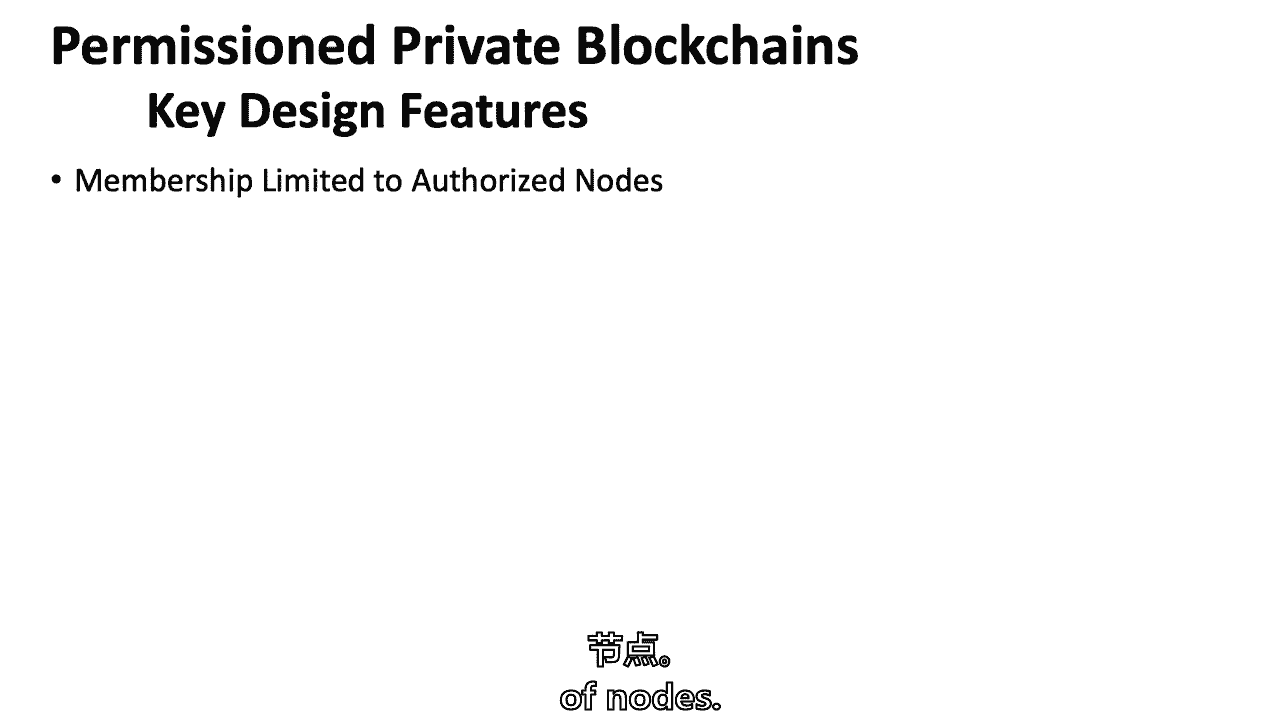 Permissioned Private Blockchains
Key Design Features
• Membership Limited to Authorized Nodes
节点。
of nodes.